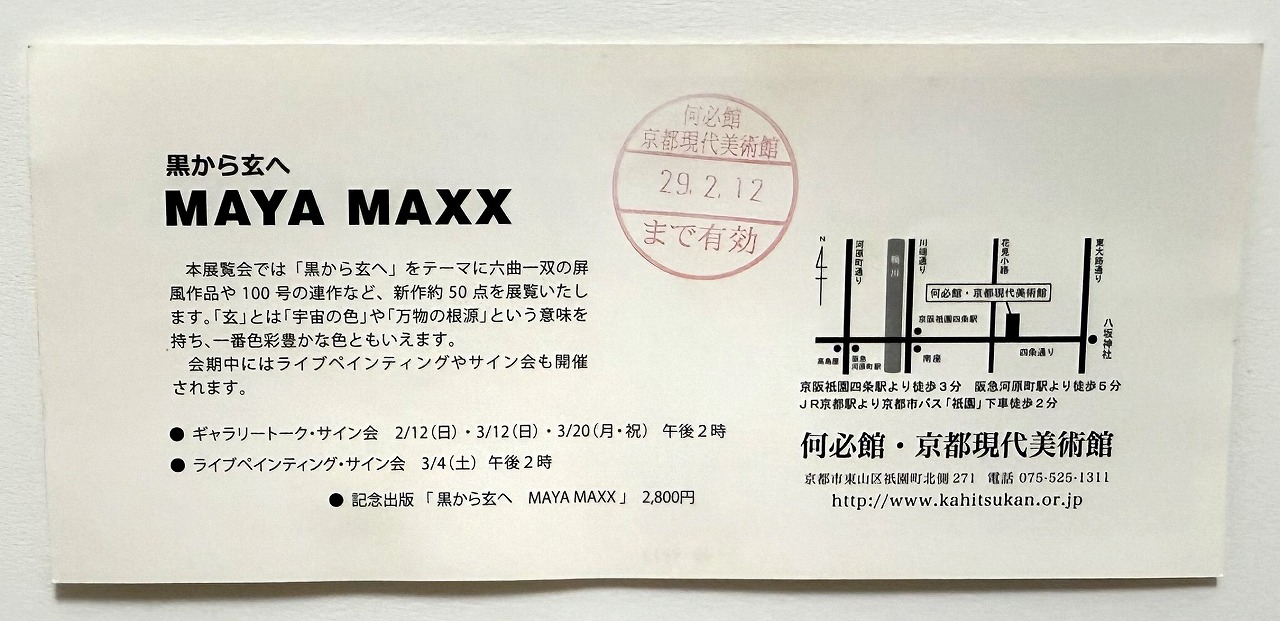 黒から玄へ
MAYA MAXX
本展覧会では「黒から玄へ」をテーマに六曲一双の屏
風作品や 100 号の連作など、新作約 50 点を展覧いたし
ます。「玄」とは「宇宙の色」や「万物の根源」という意味を
持ち、一番色彩豊かな色ともいえます。
会期中にはライブペインティングやサイン会も開催
されます。
● ギャラリートーク・サイン会　2/12(日)・3/12(日)・3/20(月・祝)　午後２時
● ライブペインティング・サイン会　3/4(土)　午後２時
● 記念出版 「黒から玄へ　MAYA MAXX」　2,800円
何必館
京都現代美術館
29. 2. 12
まで有効
N
河原町通り
鴨川
川端通り
花見小路
東大路通り
何必館・京都現代美術館
京阪祇園四条駅
八坂神社
高島屋
阪急
河原町駅
南座
四条通り
京阪祇園四条駅より徒歩３分　阪急河原町駅より徒歩５分
ＪＲ京都駅より京都市バス「祇園」下車徒歩２分
何必館・京都現代美術館
京都市東山区祇園町北側 271　電話 075-525-1311
http://www.kahitsukan.or.jp